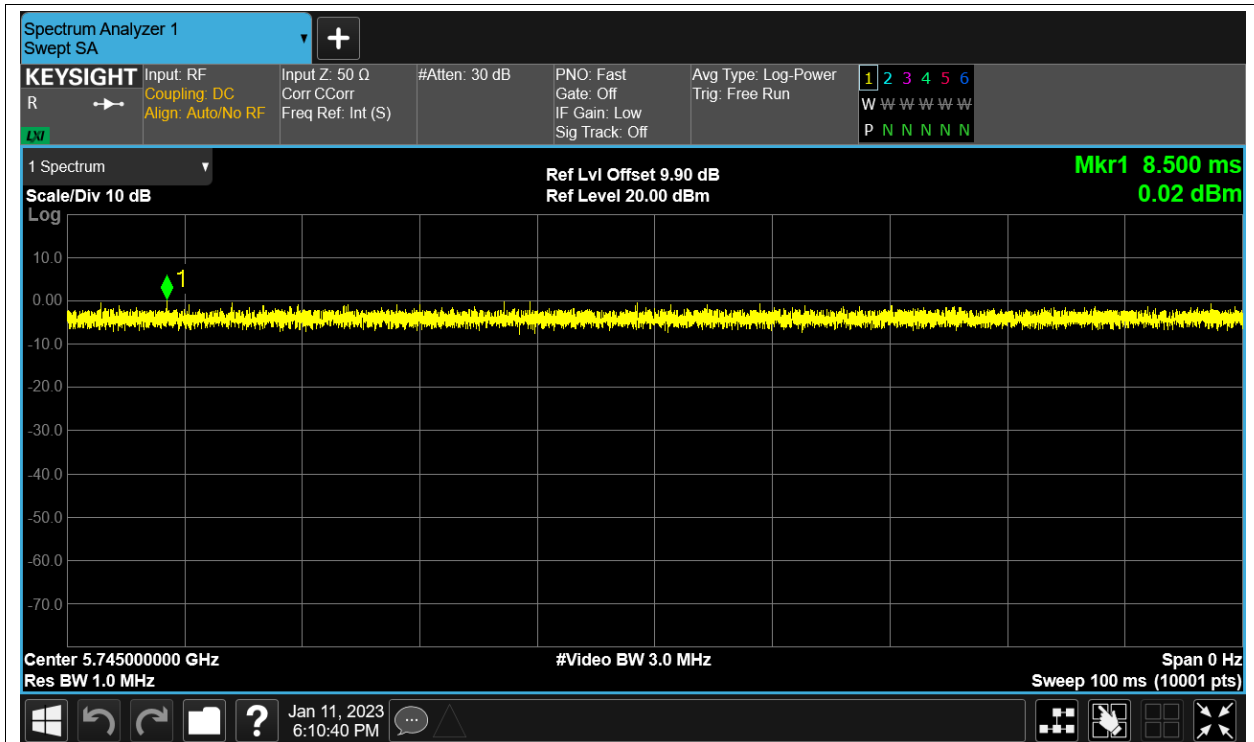 Spectrum Analyzer 1
Swept SA
+
KEYSIGHT
R
LXI
Input: RF
Coupling: DC
Align: Auto/No RF
Input Z: 50 Ω
Corr CCorr
Freq Ref: Int (S)
#Atten: 30 dB
PNO: Fast
Gate: Off
IF Gain: Low
Sig Track: Off
Avg Type: Log-Power
Trig: Free Run
1 2 3 4 5 6
W W W W W W
P N N N N N
1 Spectrum
Scale/Div 10 dB
Log
Ref Lvl Offset 9.90 dB
Ref Level 20.00 dBm
Mkr1 8.500 ms
0.02 dBm
10.0
1
0.00
-10.0
-20.0
-30.0
-40.0
-50.0
-60.0
-70.0
Center 5.745000000 GHz
#Video BW 3.0 MHz
Span 0 Hz
Res BW 1.0 MHz
Sweep 100 ms (10001 pts)
?
Jan 11, 2023
6:10:40 PM